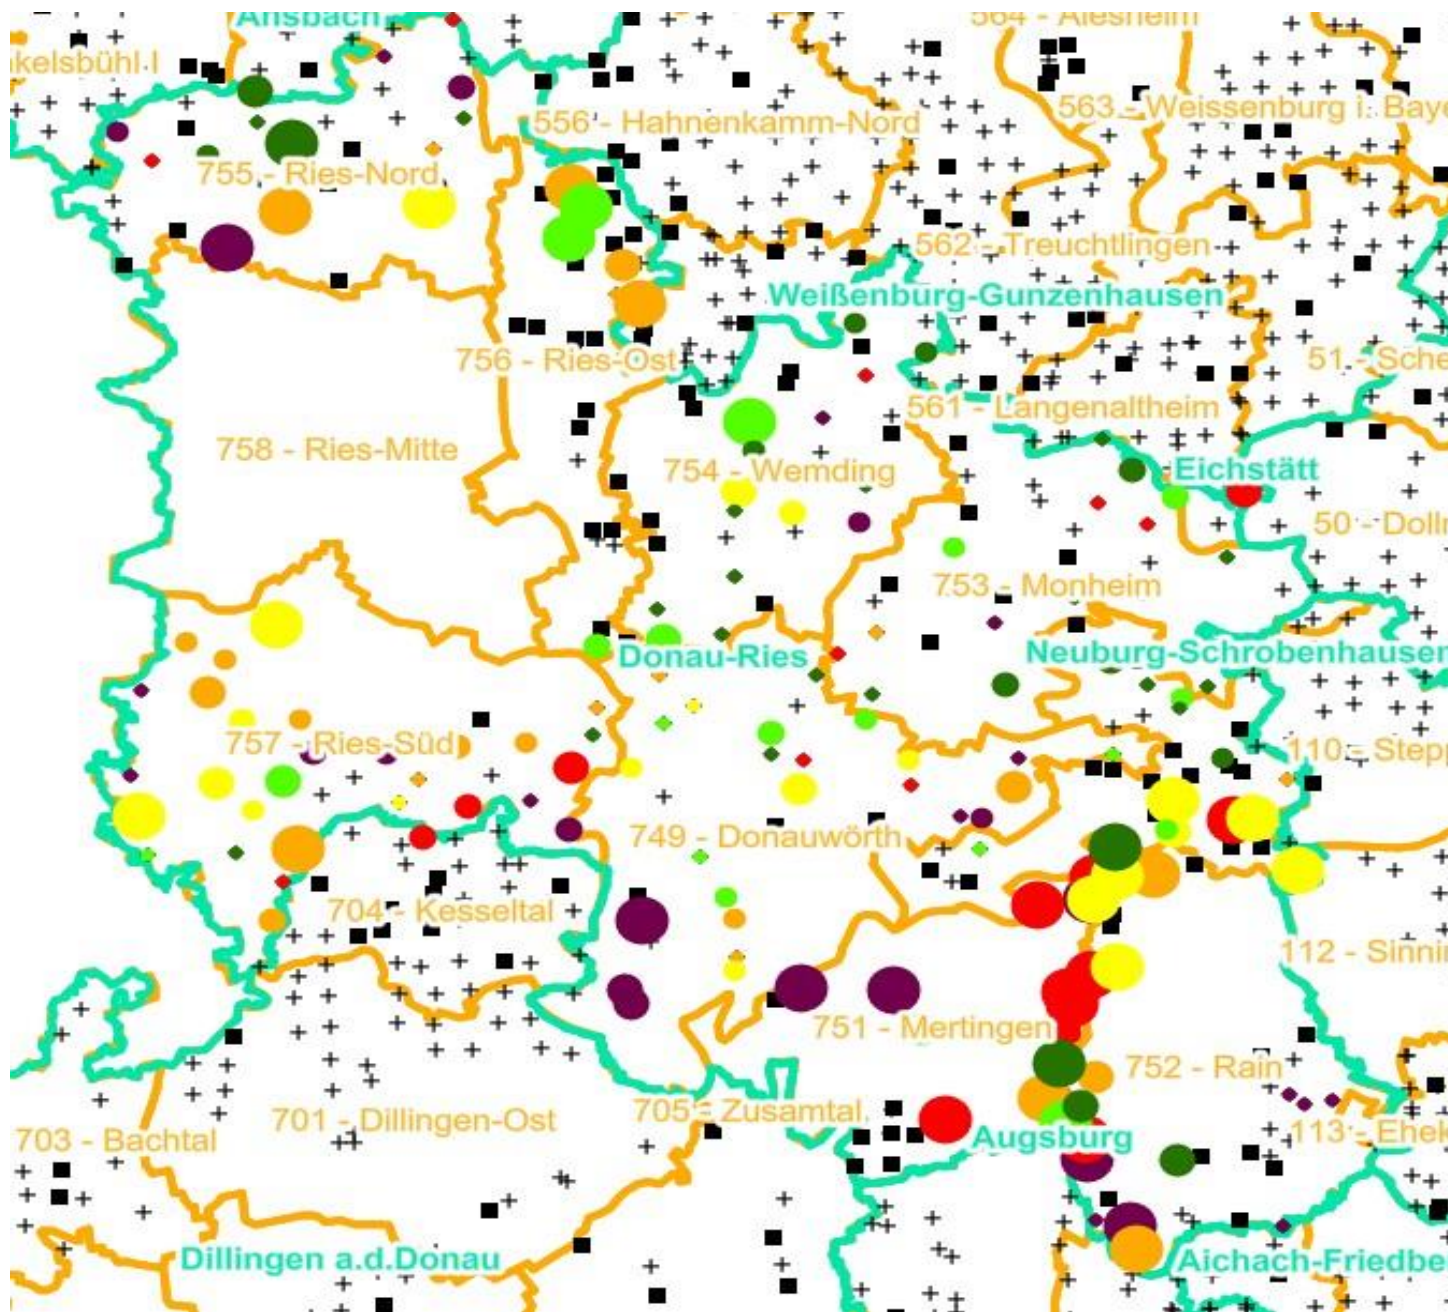 Ansbach
564 - Alesheim
nkelsbühl I
563 - Weissenburg i. Baye
556 - Hahnenkamm-Nord
755 - Ries-Nord
562 - Treuchtlingen
Weißenburg-Gunzenhausen
756 - Ries-Ost
51 - Sche
561 - Langenaltheim
758 - Ries-Mitte
754 - Wemding
Eichstätt
50 - Dolln
753 - Monheim
Donau-Ries
Neuburg-Schrobenhausen
757 - Ries-Süd
110 - Stepp
749 - Donauwörth
704 - Kesseltal
112 - Sinnin
751 - Mertingen
752 - Rain
705 - Zusamtal
701 - Dillingen-Ost
703 - Bachtal
Augsburg
113 - Ehek
Dillingen a.d.Donau
Aichach-Friedbe